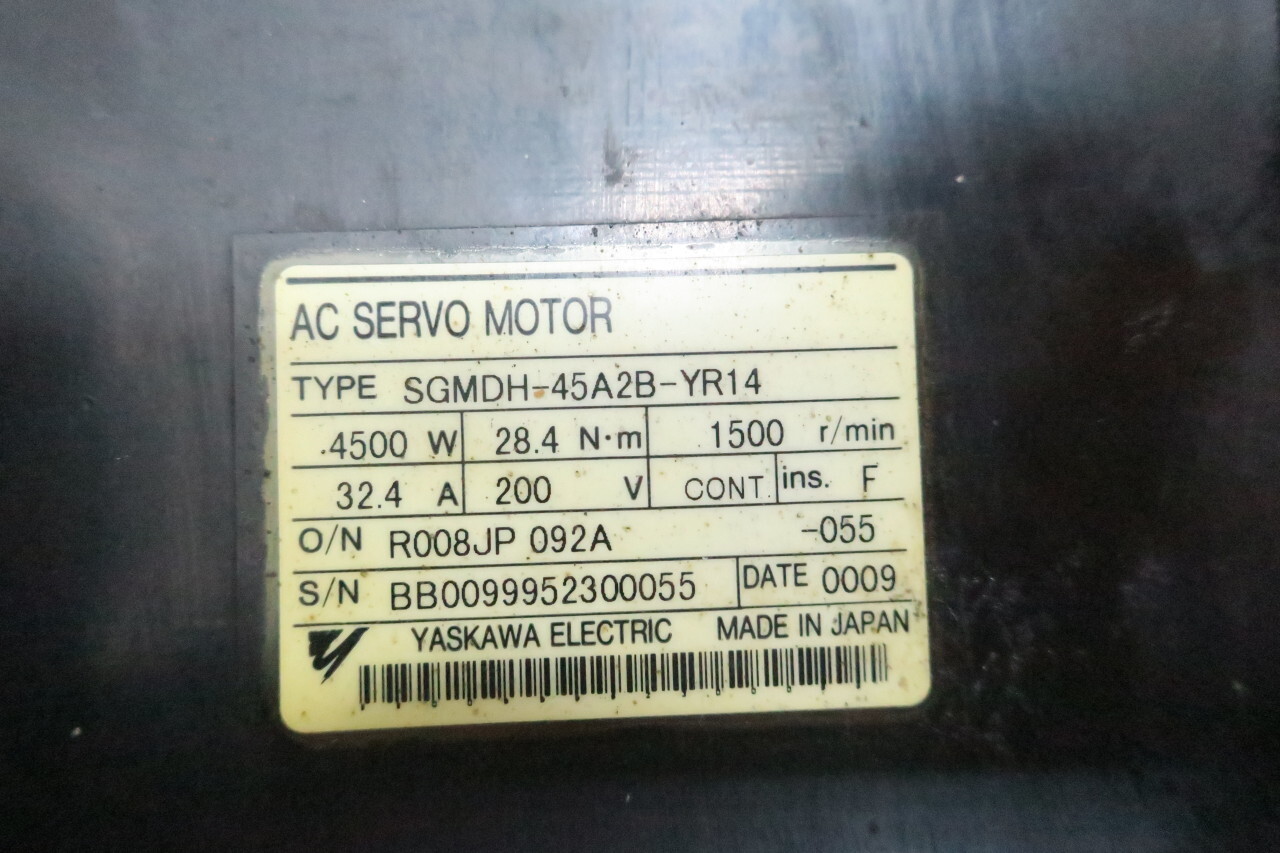 AC SERVO MOTOR
TYPE SGMDH-45A2B-YR14
4500 W 28.4 N·m 1500 r/min
32.4 A 200 V CONT. ins. F
O/N R008JP 092A -055
S/N BB0099952300055 DATE 0009
YASKAWA ELECTRIC MADE IN JAPAN